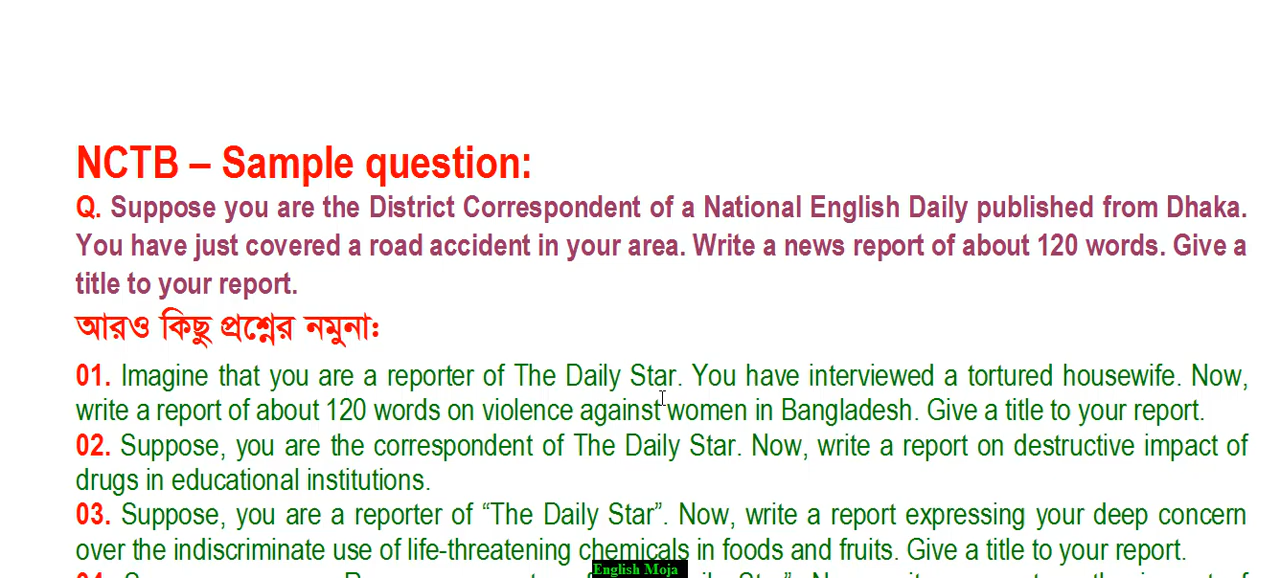 NCTB – Sample question:
Q. Suppose you are the District Correspondent of a National English Daily published from Dhaka.
You have just covered a road accident in your area. Write a news report of about 120 words. Give a
title to your report.
আরও কিছু প্রশ্নের নমুনা:
01. Imagine that you are a reporter of The Daily Star. You have interviewed a tortured housewife. Now,
write a report of about 120 words on violence against women in Bangladesh. Give a title to your report.
02. Suppose, you are the correspondent of The Daily Star. Now, write a report on destructive impact of
drugs in educational institutions.
03. Suppose, you are a reporter of “The Daily Star”. Now, write a report expressing your deep concern
over the indiscriminate use of life-threatening chemicals in foods and fruits. Give a title to your report.
English Moja